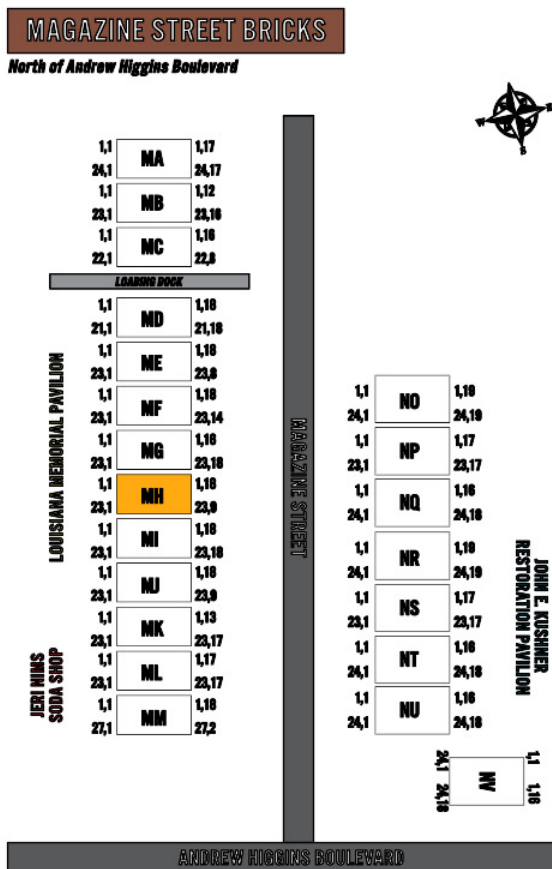 MAGAZINE STREET BRICKS
North of Andrew Higgins Boulevard
W
S
1,1 MA 1,17
24,1 24,17
1,1 MB 1,12
23,1 23,16
1,1 MC 1,16
22,1 22,8
LOADING DOCK
1,1 MD 1,18
21,1 21,18
1,1 ME 1,18
23,1 23,8
1,1 MF 1,18
23,1 23,14
1,1 MG 1,16
23,1 23,18
1,1 MH 1,18
23,1 23,9
1,1 MI 1,18
23,1 23,18
1,1 MJ 1,18
23,1 23,9
1,1 MK 1,13
23,1 23,17
1,1 ML 1,17
23,1 23,17
1,1 MM 1,18
27,1 27,2
LOUISIANA MEMORIAL PAVILION
JERI NIMS
SODA SHOP
MAGAZINE STREET
1,1 NO 1,19
24,1 24,19
1,1 NP 1,17
23,1 23,17
1,1 NQ 1,16
24,1 24,18
1,1 NR 1,19
24,1 24,19
1,1 NS 1,17
23,1 23,17
1,1 NT 1,16
24,1 24,18
1,1 NU 1,16
24,1 24,18
JOHN E. KUSHNER
RESTORATION PAVILION
24,1 1,1
NV
24,18 1,16
ANDREW HIGGINS BOULEVARD